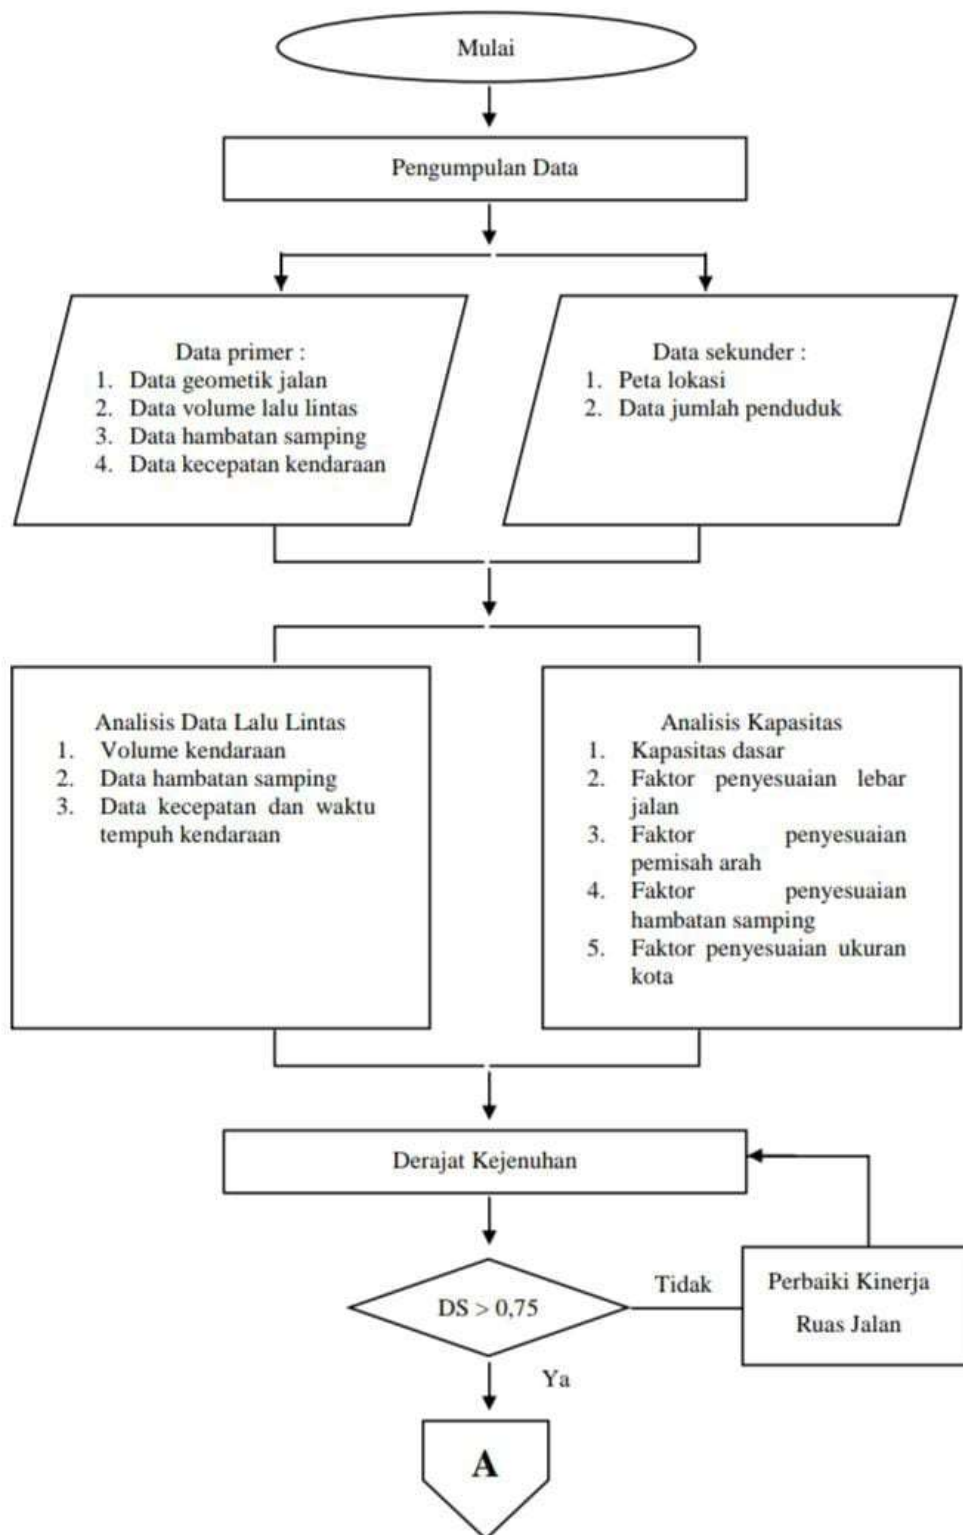 Mulai
Pengumpulan Data
Data primer :
1. Data geometik jalan
2. Data volume lalu lintas
3. Data hambatan samping
4. Data kecepatan kendaraan
Data sekunder :
1. Peta lokasi
2. Data jumlah penduduk
Analisis Data Lalu Lintas
1. Volume kendaraan
2. Data hambatan samping
3. Data kecepatan dan waktu
tempuh kendaraan
Analisis Kapasitas
1. Kapasitas dasar
2. Faktor penyesuaian lebar
jalan
3. Faktor penyesuaian
pemisah arah
4. Faktor penyesuaian
hambatan samping
5. Faktor penyesuaian ukuran
kota
Derajat Kejenuhan
DS > 0,75
Tidak
Perbaiki Kinerja
Ruas Jalan
Ya
A